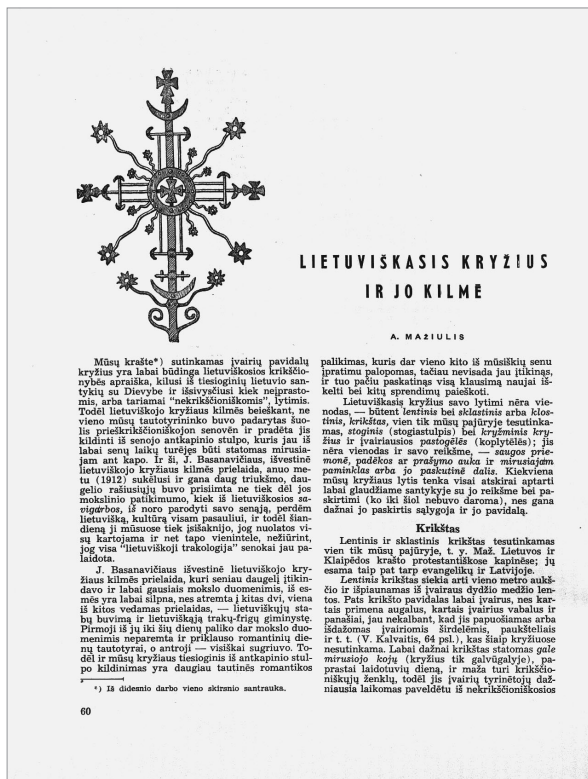 LIETUVIŠKASIS KRYŽIUS
IR JO KILMĖ
A. MAŽIULIS
Mūsų krašte*) sutinkamas įvairių pavidalų
kryžius yra labai būdinga lietuviškosios krikščio-
nybės apraiška, kilusi iš tiesioginių lietuvio san-
tykių su Dievybe ir išsivysčiusi kiek neįprasto-
mis, arba tariamai "nekrikščioniškomis", lytimis.
Todėl lietuviškojo kryžiaus kilmės beieškant, ne
vieno mūsų tautotyrininko buvo padarytas šuo-
lis prieškrikščioniškojon senovėn ir pradėta jis
kildinti iš senojo antkapinio stulpo, kuris jau iš
labai senų laikų turėjęs būti statomas mirusia-
jam ant kapo. Ir ši, J. Basanavičiaus, išvestinė
lietuviškojo kryžiaus kilmės prielaida, anuo me-
tu (1912) sukėlusi ir gana daug triukšmo, dau-
gelio rašiusiųjų buvo priisimta ne tiek dėl jos
mokslinio patikimumo, kiek iš lietuviškosios sa-
vigarbos, iš noro parodyti savo senąją, perdėm
lietuvišką, kultūrą visam pasauliui, ir todėl šian-
dieną ji mūsuose tiek įsišaknijo, jog nuolatos vi-
sų kartojama ir net tapo vienintele, nežiūrint,
jog visa "lietuviškoji trakologija" senokai jau pa-
laidota.
J. Basanavičiaus išvestinė lietuviškojo kry-
žiaus kilmės prielaida, kuri seniau daugelį įtikin-
davo ir labai gausiais mokslo duomenimis, iš es-
mės yra labai silpna, nes atremta į kitas dvi, viena
iš kitos vedamas prielaidas, — lietuviškųjų sta-
bų buvimą ir lietuviškąją trakų-frigų giminystę.
Pirmoji iš jų iki šių dienų paliko dar mokslo duo-
menimis neparemta ir priklauso romantinių die-
nų tautotyrai, o antroji — visiškai sugriuvo. To-
dėl ir mūsų kryžiaus tiesioginis iš antkapinio stul-
po kildinimas yra daugiau tautinės romantikos
*) Iš didesnio darbo vieno skirsnio santrauka.
60
palikimas, kuris dar vieno kito iš mūsiškių senu
įpratimu palopomas, tačiau nevisada jau įtikinąs,
ir tuo pačiu paskatinąs visą klausimą naujai iš-
kelti bei kitų sprendimų paieškoti.
Lietuviškasis kryžius savo lytimi nėra vie-
nodas, — būtent lentinis bei sklastinis arba klos-
tinis, krikštas, vien tik mūsų pajūryje tesutinka-
mas, stoginis (stogiastulpis) bei kryžminis kry-
žius ir įvairiausios pastogėlės (koplytėlės); jis
nėra vienodas ir savo reikšme, — saugos prie-
monė, padėkos ar prašymo auka ir mirusiajam
paminklas arba jo paskutinė dalis. Kiekviena
mūsų kryžiaus lytis tenka visai atskirai aptarti
labai glaudžiame santykyje su jo reikšme bei pa-
skirtimi (ko iki šiol nebuvo daroma), nes gana
dažnai jo paskirtis sąlygoja ir jo pavidalą.
Krikštas
Lentinis ir sklastinis krikštas tesutinkamas
vien tik mūsų pajūryje, t. y. Maž. Lietuvos ir
Klaipėdos krašto protestantiškose kapinėse; jų
esama taip pat tarp evangelikų ir Latvijoje.
Lentinis krikštas siekia arti vieno metro aukš-
čio ir išpiaunamas iš įvairaus dydžio medžio len-
tos. Pats krikšto pavidalas labai įvairus, nes kar-
tais primena augalus, kartais įvairius vabalus ir
panašiai, jau nekalbant, kad jis papuošiamas arba
išdažomas įvairiomis širdelėmis, paukšteliais
ir t. t. (V. Kalvaitis, 64 psl.), kas šiaip kryžiuose
nesutinkama. Labai dažnai krikštas statomas gale
mirusiojo kojų (kryžius tik galvūgalyje), pa-
prastai laidotuvių dieną, ir maža turi krikščio-
niškųjų ženklų, todėl jis įvairių tyrinėtojų daž-
niausia laikomas paveldėtu iš nekrikščioniškosios